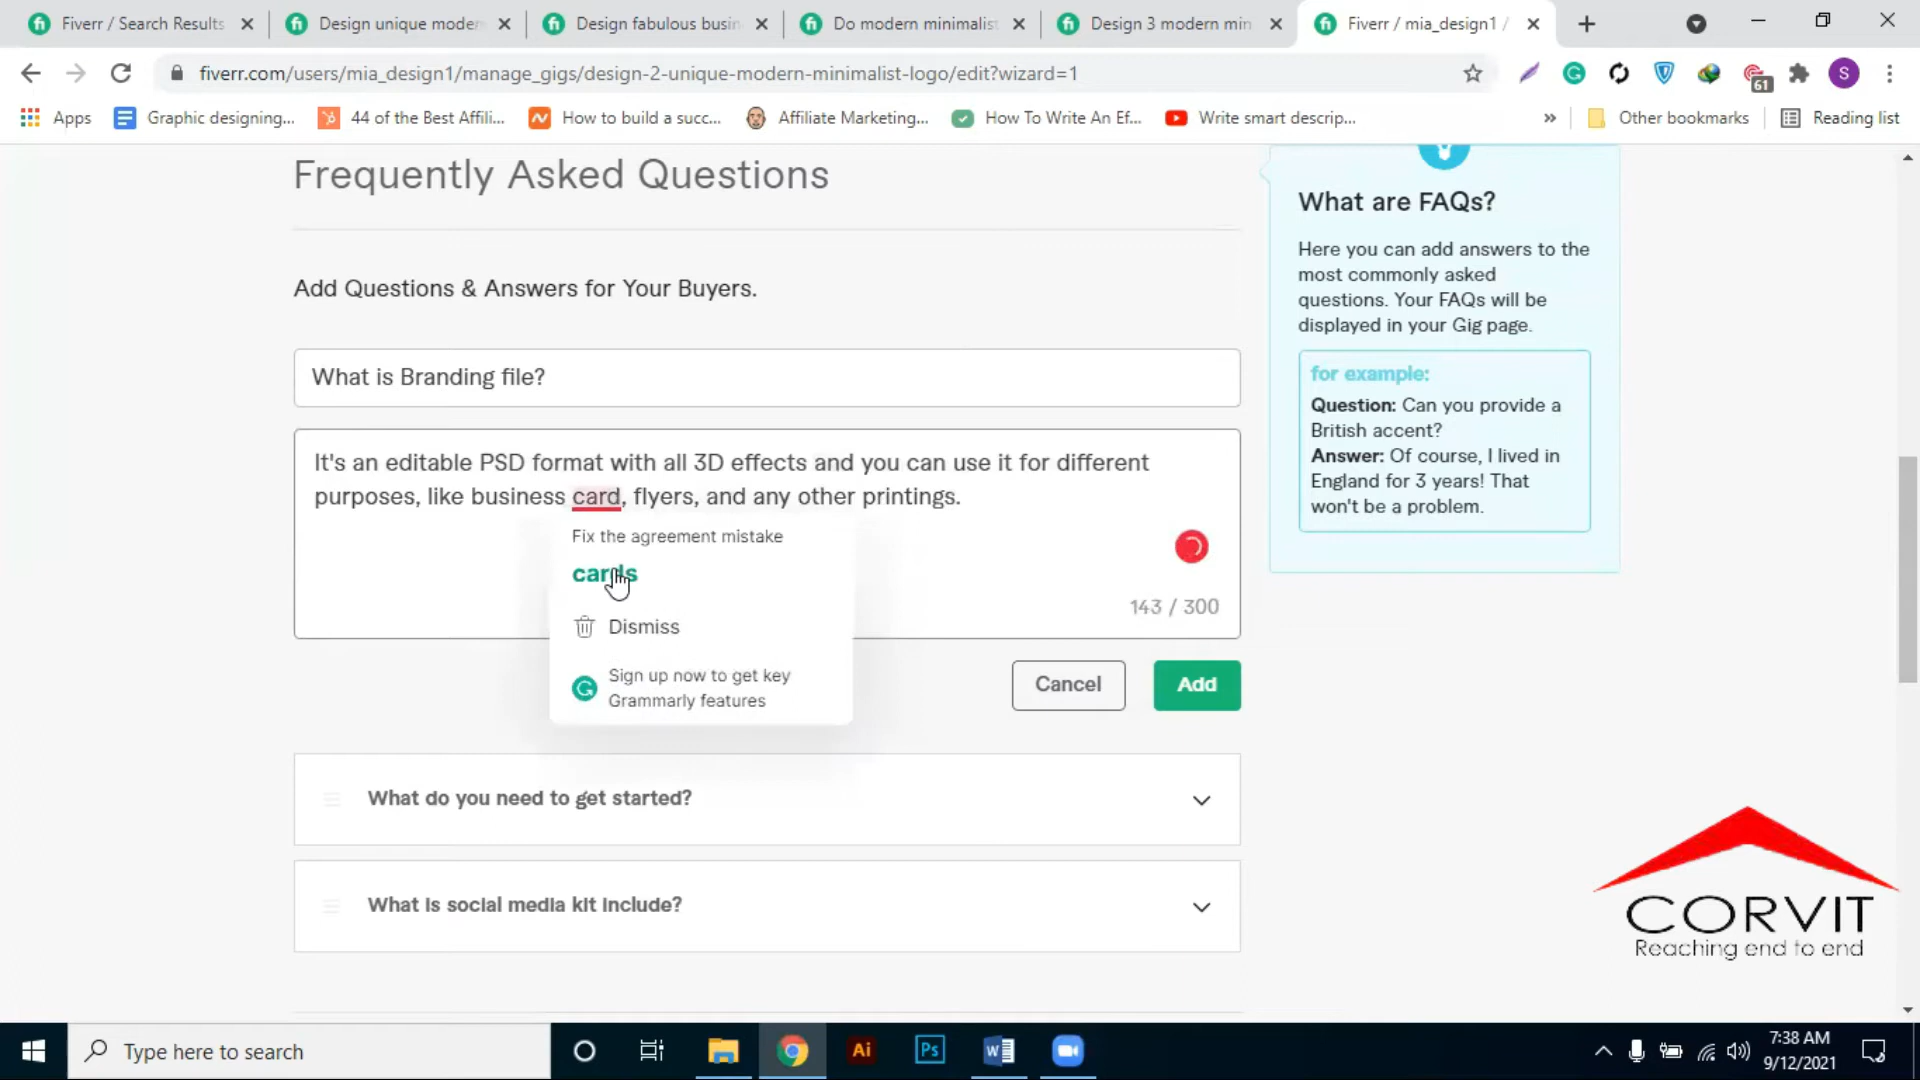 Fiverr / Search Results
Design unique moder
Design fabulous busin
Do modern minimalist
Design 3 modern min
Fiverr / mia_design1 /
fiverr.com/users/mia_design1/manage_gigs/design-2-unique-modern-minimalist-logo/edit?wizard=1
61
S
Apps
Graphic designing...
44 of the Best Affili...
How to build a succ...
Affiliate Marketing...
How To Write An Ef...
Write smart descrip...
»
Other bookmarks
Reading list
Frequently Asked Questions
Add Questions & Answers for Your Buyers.
What is Branding file?
It's an editable PSD format with all 3D effects and you can use it for different
purposes, like business card, flyers, and any other printings.
Fix the agreement mistake
cards
Dismiss
Sign up now to get key
Grammarly features
143 / 300
Cancel
Add
What do you need to get started?
What is social media kit include?
What are FAQs?
Here you can add answers to the
most commonly asked
questions. Your FAQs will be
displayed in your Gig page.
for example:
Question: Can you provide a
British accent?
Answer: Of course, I lived in
England for 3 years! That
won't be a problem.
CORVIT
Reaching end to end
Type here to search
Ai
Ps
7:38 AM
9/12/2021